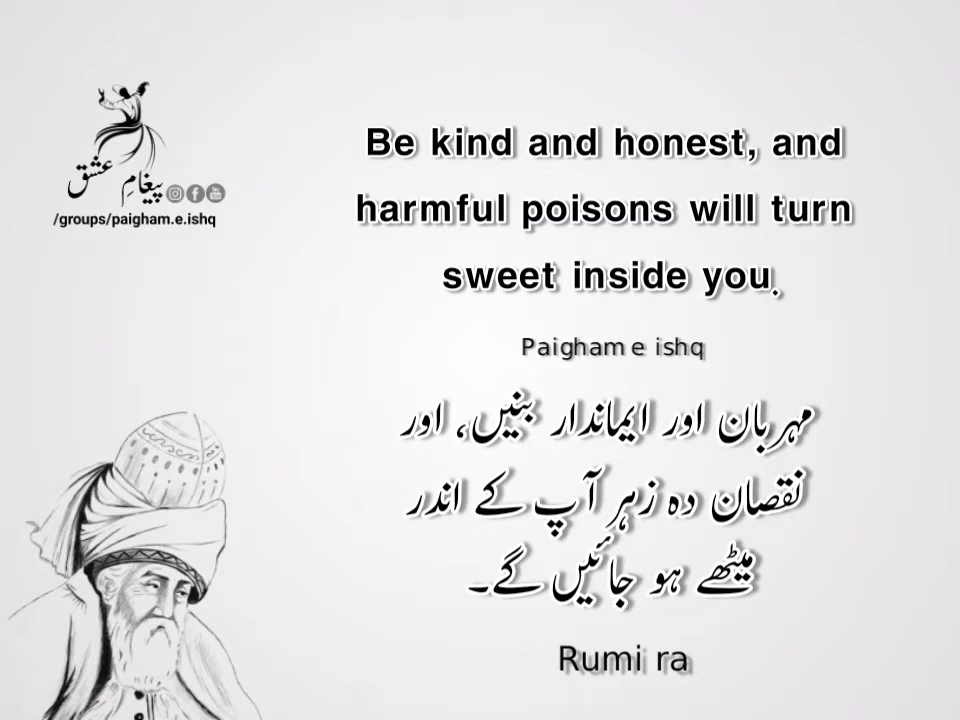 پیغامِ عشق
/groups/paigham.e.ishq
Be kind and honest, and
harmful poisons will turn
sweet inside you.
Paigham e ishq
مہربان اور ایماندار بنیں، اور
نقصان دہ زہر آپ کے اندر
میٹھے ہو جائیں گے۔
Rumi ra